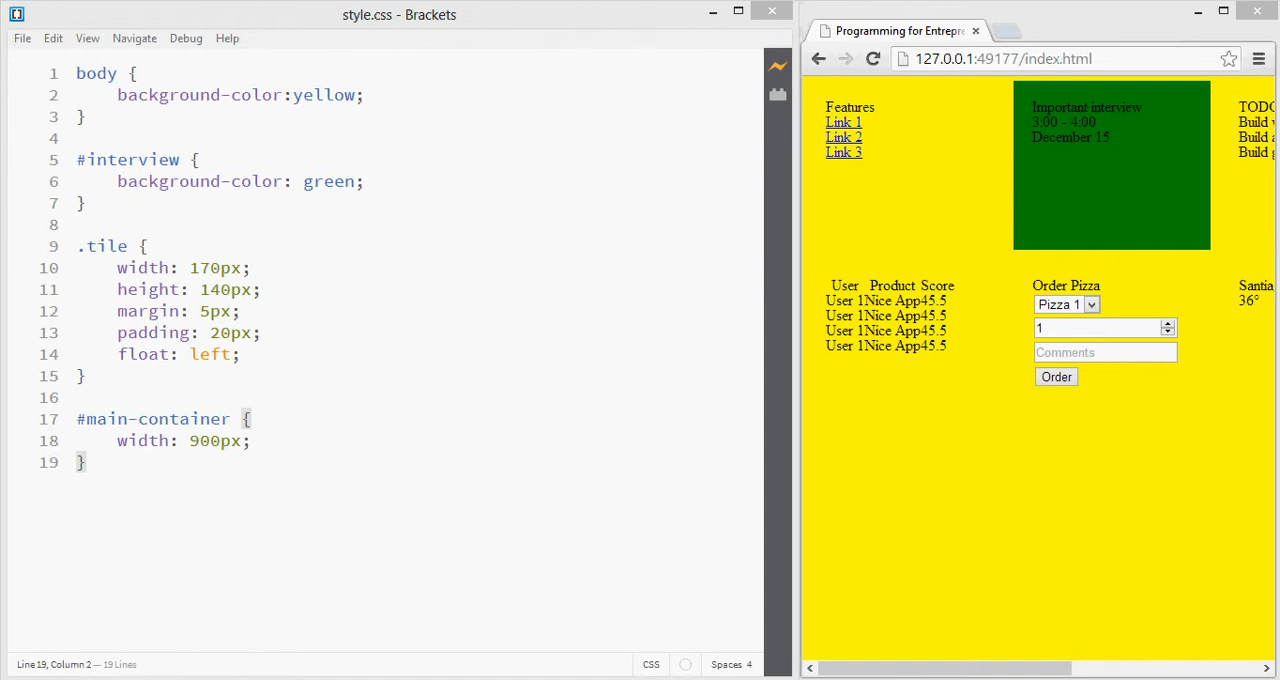 style.css - Brackets
File Edit View Navigate Debug Help
1 body {
2 background-color:yellow;
3 }
4
5 #interview {
6 background-color: green;
7 }
8
9 .tile {
10 width: 170px;
11 height: 140px;
12 margin: 5px;
13 padding: 20px;
14 float: left;
15 }
16
17 #main-container {
18 width: 900px;
19 }
Line 19, Column 2 — 19 Lines
CSS
Spaces 4
Programming for Entrepre
127.0.0.1:49177/index.html
Features
Link 1
Link 2
Link 3
Important interview
3:00 - 4:00
December 15
TODO
Build
Build
Build
User Product Score
User 1Nice App45.5
User 1Nice App45.5
User 1Nice App45.5
User 1Nice App45.5
Order Pizza
Pizza 1
1
Comments
Order
Santia
36°